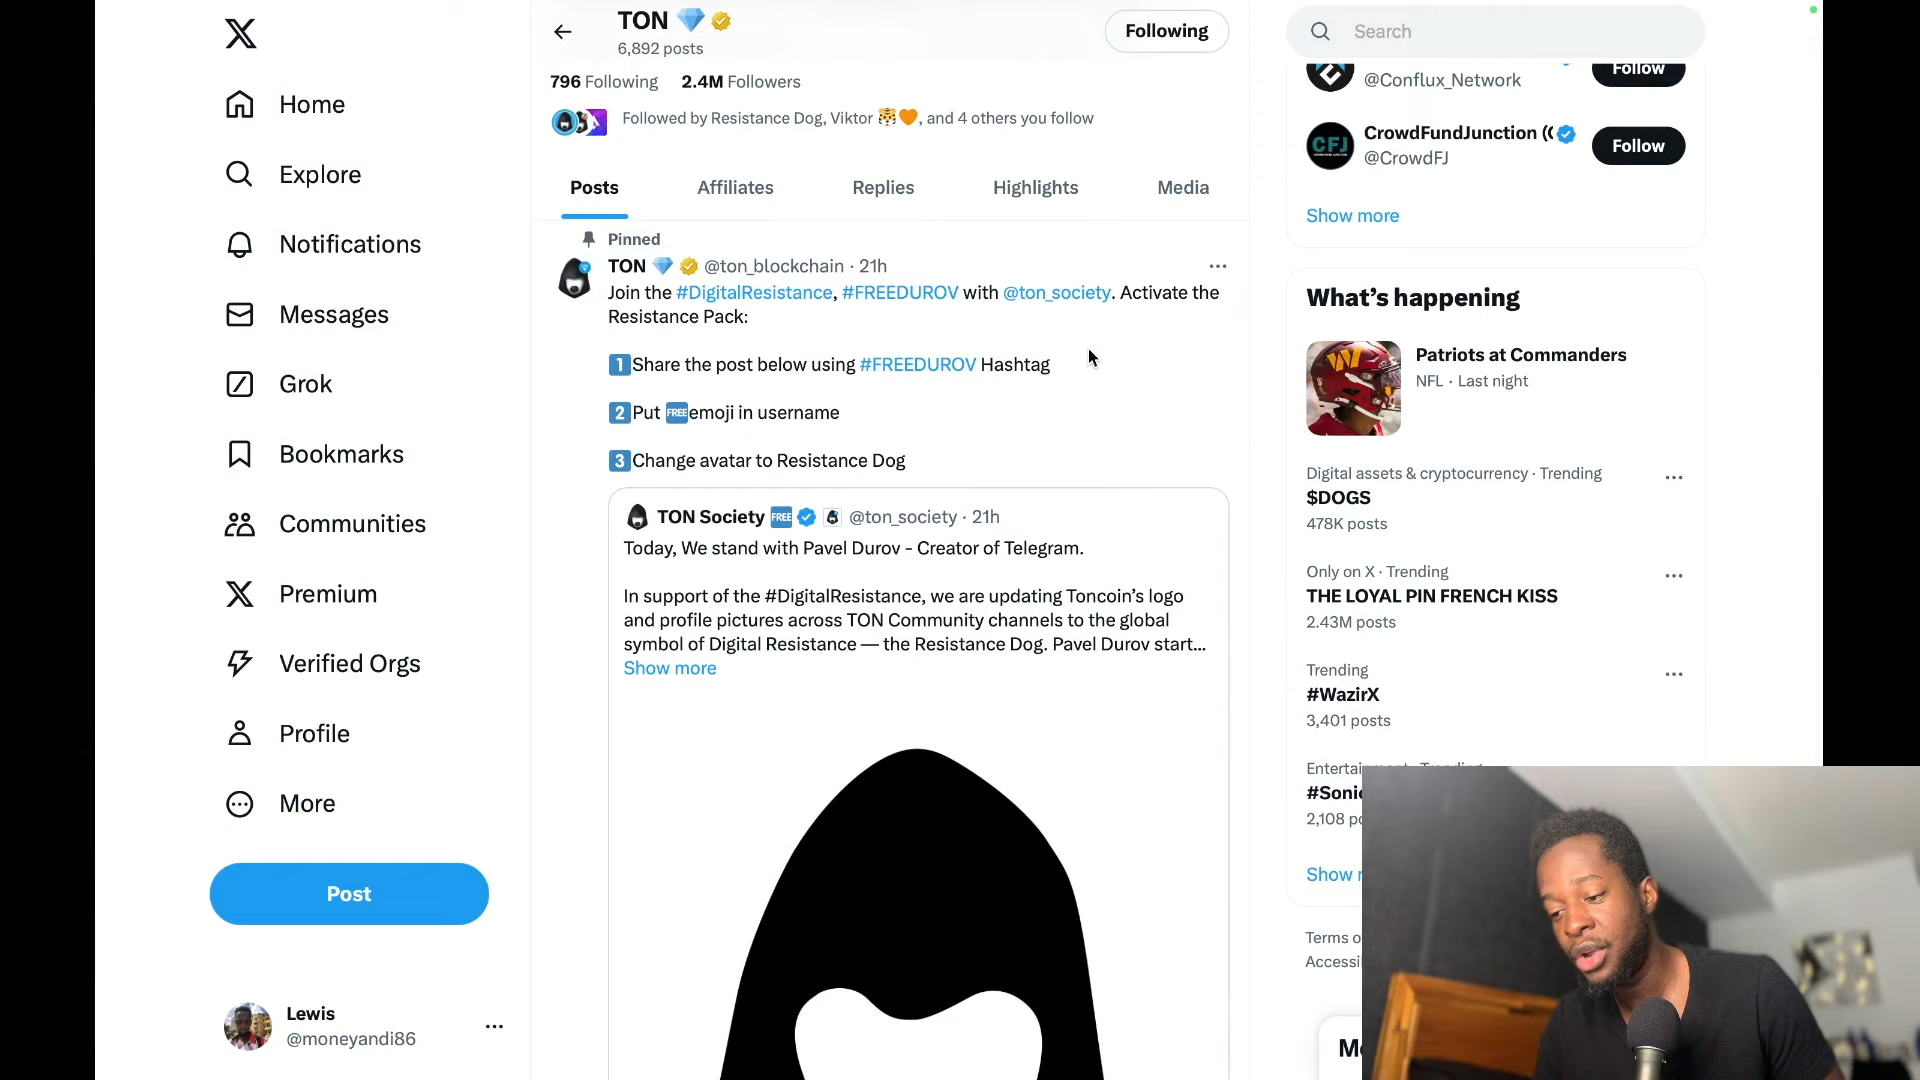 Home
Explore
Notifications
Messages
Grok
Bookmarks
Communities
Premium
Verified Orgs
Profile
More
Post
Lewis
@moneyandi86
TON
6,892 posts
Following
796 Following 2.4M Followers
Followed by Resistance Dog, Viktor 🐯🧡, and 4 others you follow
Posts Affiliates Replies Highlights Media
Pinned
TON 💎 @ton_blockchain · 21h
Join the #DigitalResistance, #FREEDUROV with @ton_society. Activate the
Resistance Pack:
1 Share the post below using #FREEDUROV Hashtag
2 Put FREE emoji in username
3 Change avatar to Resistance Dog
TON Society FREE @ton_society · 21h
Today, We stand with Pavel Durov - Creator of Telegram.
In support of the #DigitalResistance, we are updating Toncoin’s logo
and profile pictures across TON Community channels to the global
symbol of Digital Resistance — the Resistance Dog. Pavel Durov start...
Show more
Search
@Conflux_Network
Follow
CFJ
CrowdFundJunction (
@CrowdFJ
Follow
Show more
What’s happening
Patriots at Commanders
NFL · Last night
Digital assets & cryptocurrency · Trending
$DOGS
478K posts
Only on X · Trending
THE LOYAL PIN FRENCH KISS
2.43M posts
Trending
#WazirX
3,401 posts
Trending
2,108
Show
Terms